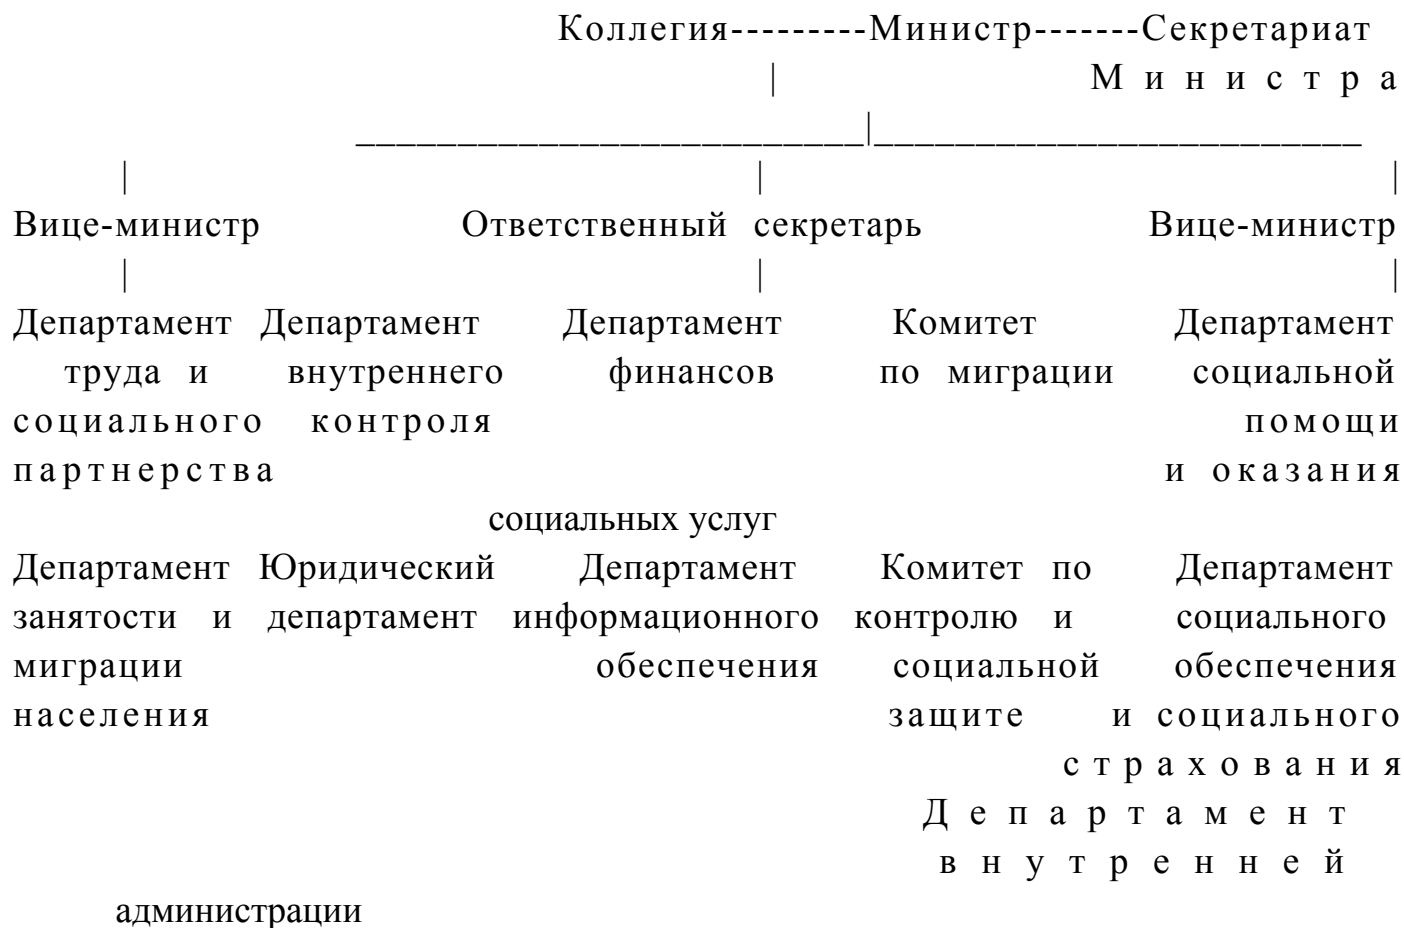 Коллегия---------Министр-------Секретариат
| Министра
_________________________|________________________
| | |
Вице-министр Ответственный секретарь Вице-министр
| | |
Департамент Департамент Департамент Комитет Департамент
труда и внутреннего финансов по миграции социальной
социального контроля помощи
партнерства и оказания
социальных услуг
Департамент Юридический Департамент Комитет по Департамент
занятости и департамент информационного контролю и социального
миграции обеспечения социальной обеспечения
населения защите и социального
страхования
Департамент
внутренней
администрации